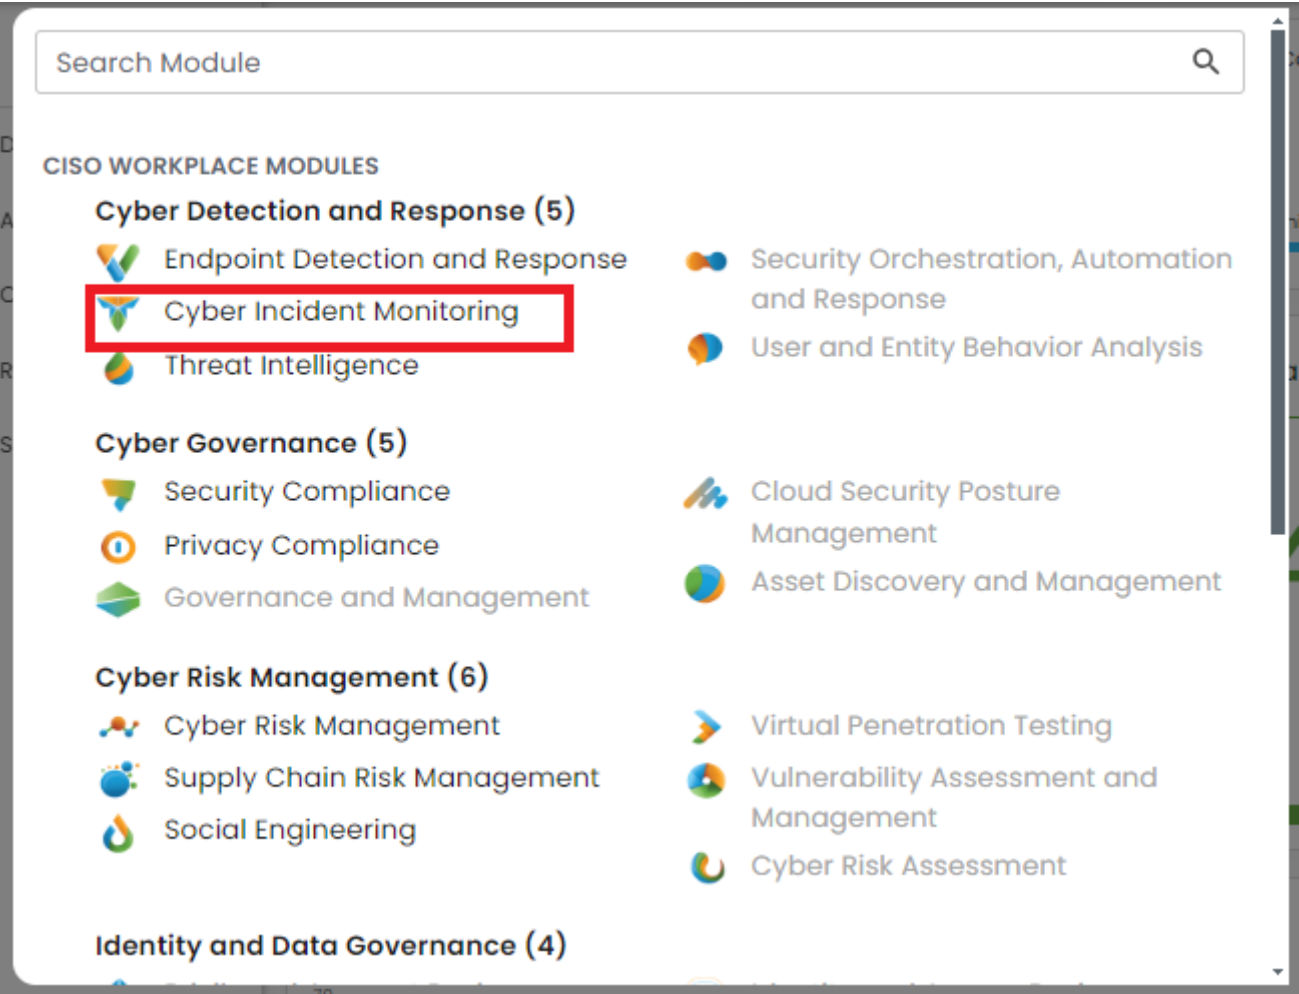 Search Module
CISO WORKPLACE MODULES
Cyber Detection and Response (5)
Endpoint Detection and Response
Cyber Incident Monitoring
Threat Intelligence
Security Orchestration, Automation
and Response
User and Entity Behavior Analysis
Cyber Governance (5)
Security Compliance
Privacy Compliance
Governance and Management
Cloud Security Posture
Management
Asset Discovery and Management
Cyber Risk Management (6)
Cyber Risk Management
Supply Chain Risk Management
Social Engineering
Virtual Penetration Testing
Vulnerability Assessment and
Management
Cyber Risk Assessment
Identity and Data Governance (4)